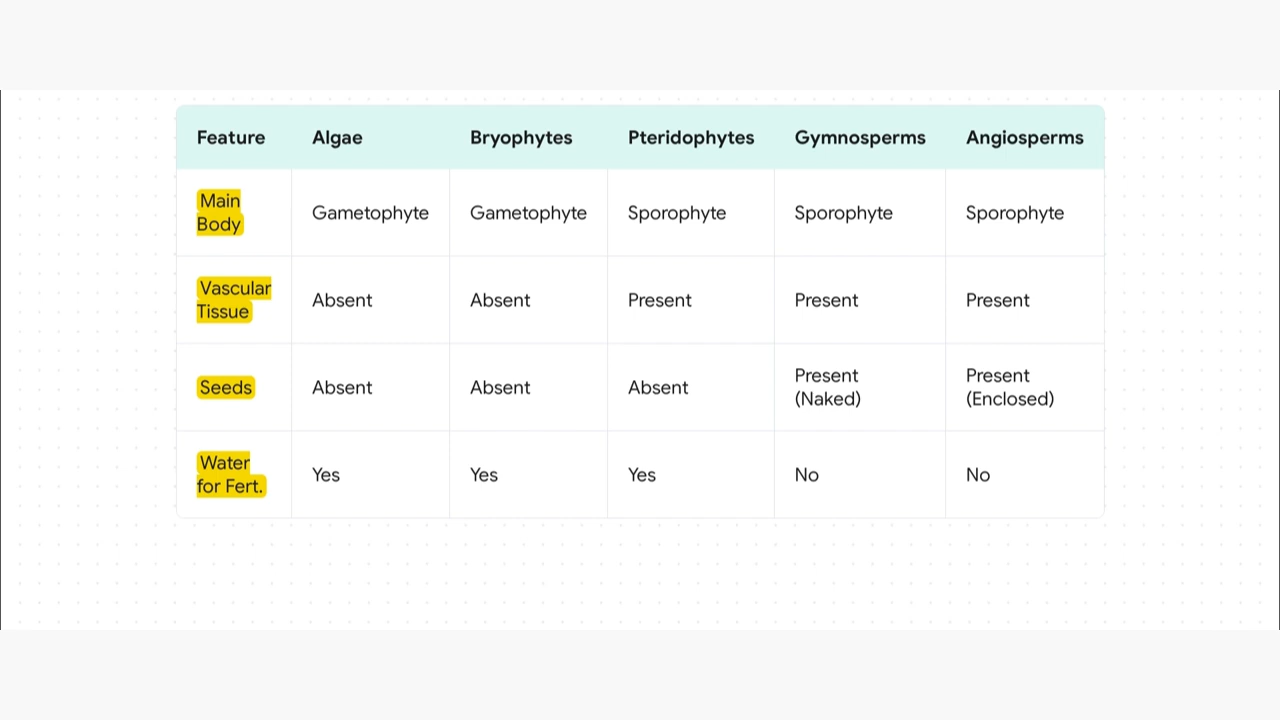 Feature Algae Bryophytes Pteridophytes Gymnosperms Angiosperms
Main
Body
Gametophyte Gametophyte Sporophyte Sporophyte Sporophyte
Vascular
Tissue
Absent Absent Present Present Present
Seeds Absent Absent Absent
Present
(Naked)
Present
(Enclosed)
Water
for Fert.
Yes Yes Yes No No